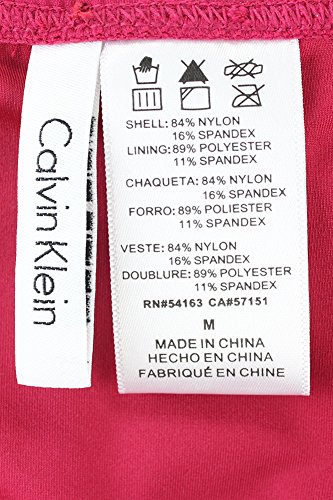 Calvin Klein
SHELL: 84% NYLON
16% SPANDEX
LINING: 89% POLYESTER
11% SPANDEX
CHAQUETA: 84% NYLON
16% SPANDEX
FORRO: 89% POLIESTER
11% SPANDEX
VESTE: 84% NYLON
16% SPANDEX
DOUBLURE: 89% POLYESTER
11% SPANDEX
RN#54163 CA#57151
M
MADE IN CHINA
HECHO EN CHINA
FABRIQUÉ EN CHINE